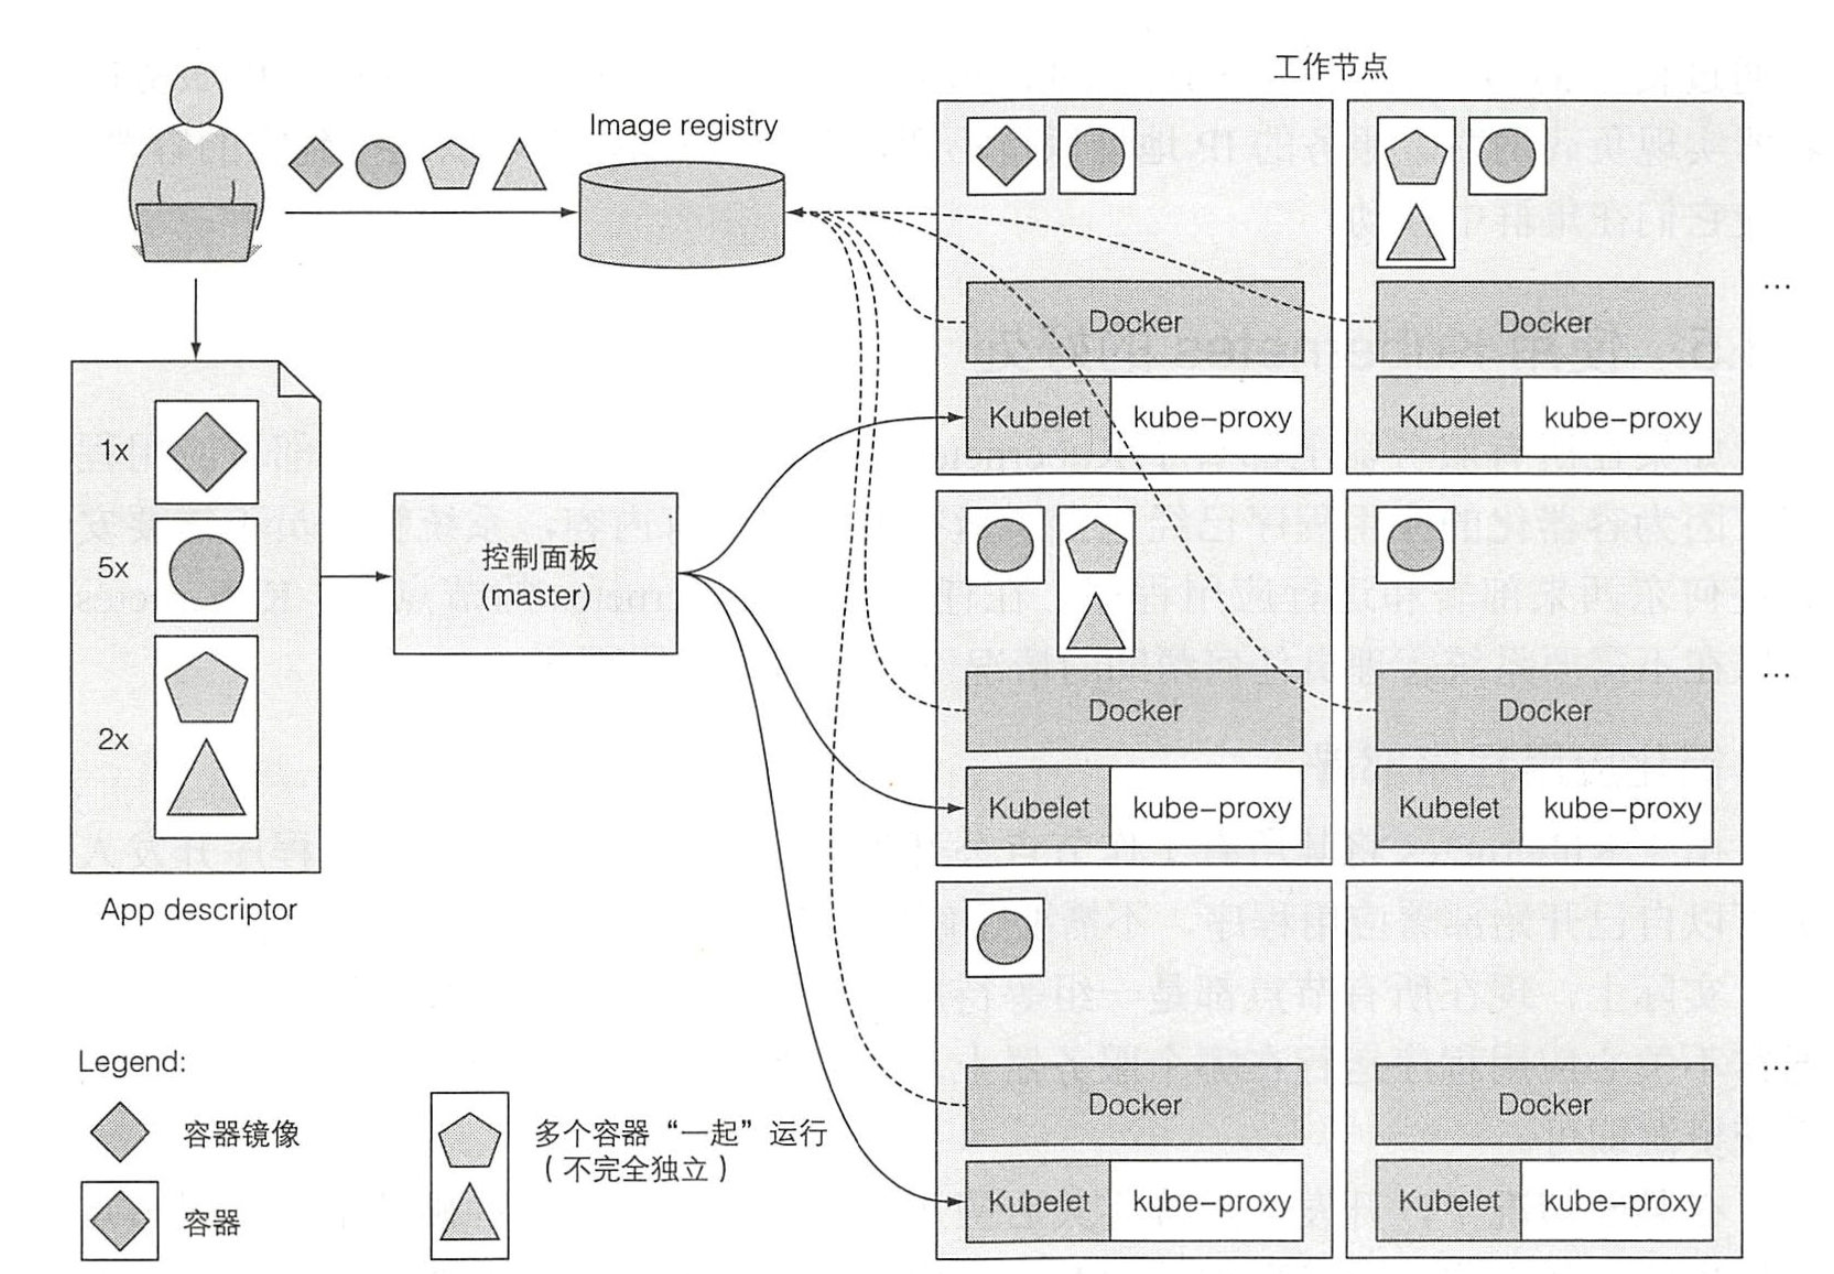 工作节点
Image registry
Docker
Kubelet
kube-proxy
Docker
Kubelet
kube-proxy
...
1x
5x
2x
App descriptor
控制面板
(master)
Docker
Kubelet
kube-proxy
Docker
Kubelet
kube-proxy
...
Docker
Kubelet
kube-proxy
Docker
Kubelet
kube-proxy
...
Legend:
容器镜像
容器
多个容器“一起”运行
(不完全独立)